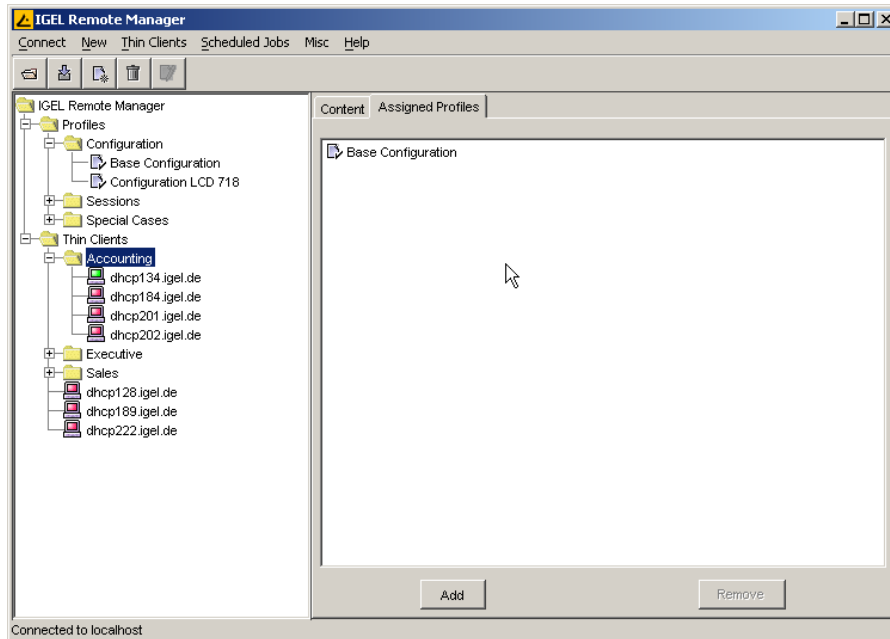 IGEL Remote Manager
Connect New Thin Clients Scheduled Jobs Misc Help
IGEL Remote Manager
Profiles
Configuration
Base Configuration
Configuration LCD 718
Sessions
Special Cases
Thin Clients
Accounting
dhcp134.igel.de
dhcp184.igel.de
dhcp201.igel.de
dhcp202.igel.de
Executive
Sales
dhcp128.igel.de
dhcp189.igel.de
dhcp222.igel.de
Content Assigned Profiles
Base Configuration
Add Remove
Connected to localhost